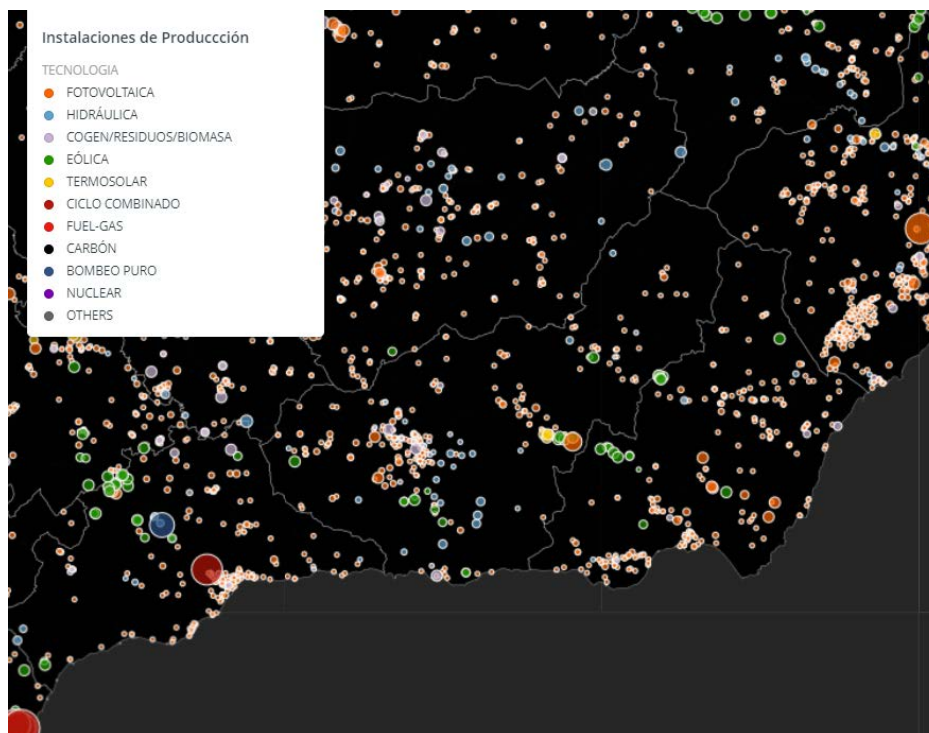 Instalaciones de Produccción
TECNOLOGIA
FOTOVOLTAICA
HIDRÁULICA
COGEN/RESIDUOS/BIOMASA
EÓLICA
TERMOSOLAR
CICLO COMBINADO
FUEL-GAS
CARBÓN
BOMBEO PURO
NUCLEAR
OTHERS